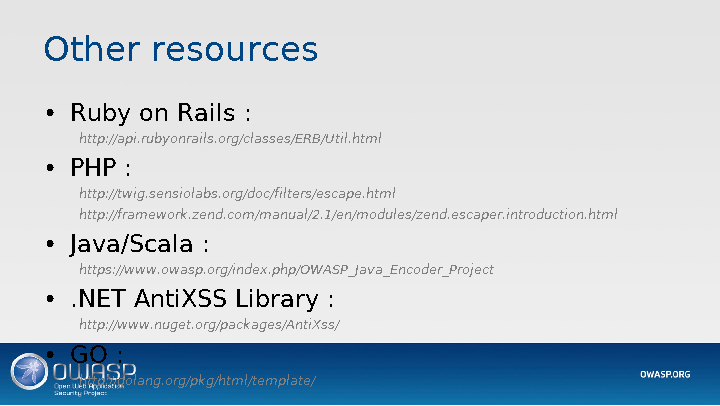 Other resources
• Ruby on Rails :
http://api.rubyonrails.org/classes/ERB/Util.html
• PHP :
http://twig.sensiolabs.org/doc/filters/escape.html
http://framework.zend.com/manual/2.1/en/modules/zend.escaper.introduction.html
• Java/Scala :
https://www.owasp.org/index.php/OWASP_Java_Encoder_Project
• .NET AntiXSS Library :
http://www.nuget.org/packages/AntiXss/
• GO :
http://golang.org/pkg/html/template/
OWASP
Open Web Application
Security Project
OWASP.ORG